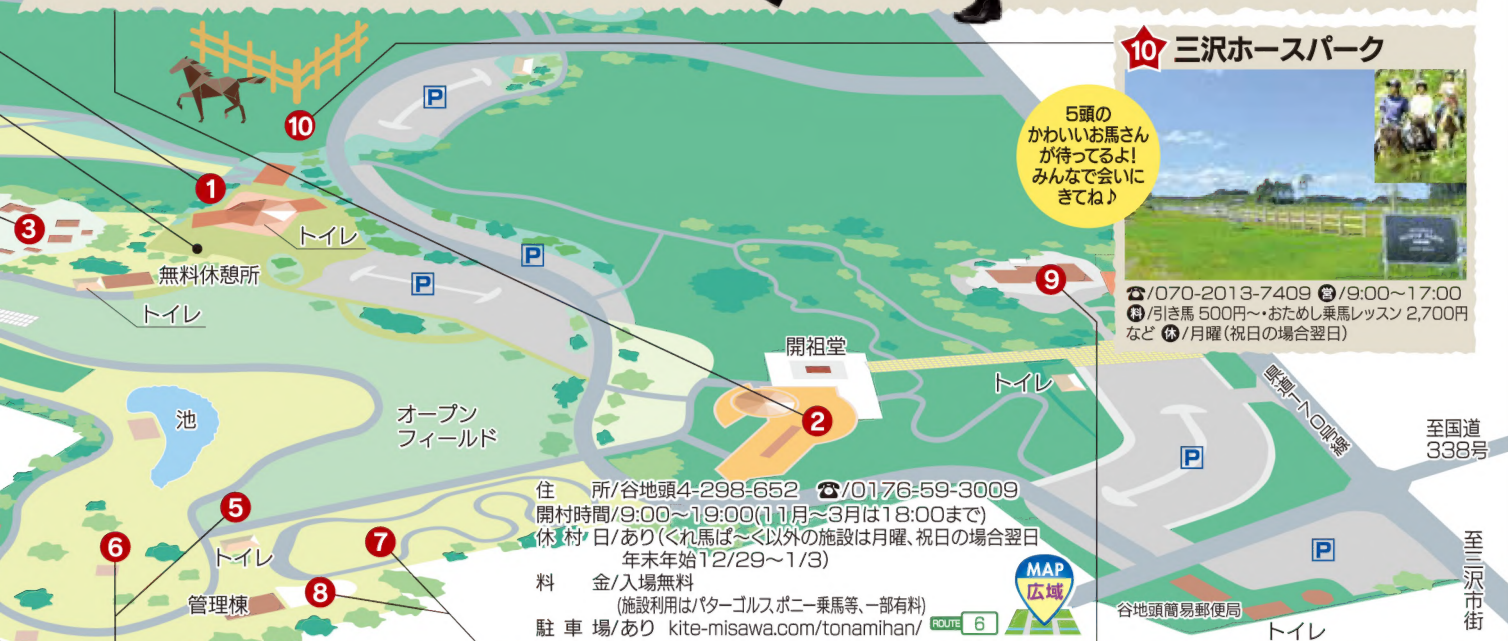 10 三沢ホースパーク
5頭の
かわいいお馬さん
が待ってるよ!
みんなで会いに
きてね♪
☎/070-2013-7409 営/9:00〜17:00
料/引き馬 500円〜・おためし乗馬レッスン 2,700円
など 休/月曜(祝日の場合翌日)
10
P
1
3
トイレ
無料休憩所
トイレ
P
P
9
開祖堂
トイレ
2
池
オープン
フィールド
P
県道170号線
至国道
338号
5
6
トイレ
7
8
管理棟
住 所/谷地頭4-298-652 ☎/0176-59-3009
開村時間/9:00〜19:00(11月〜3月は18:00まで)
休村日/あり(くれ馬ぱ〜く以外の施設は月曜、祝日の場合翌日
年末年始12/29〜1/3)
料 金/入場無料
(施設利用はパターゴルフ、ポニー乗馬等、一部有料)
駐車場/あり kite-misawa.com/tonamihan/ ROUTE 6
MAP
広域
P
谷地頭簡易郵便局
トイレ
至三沢市街